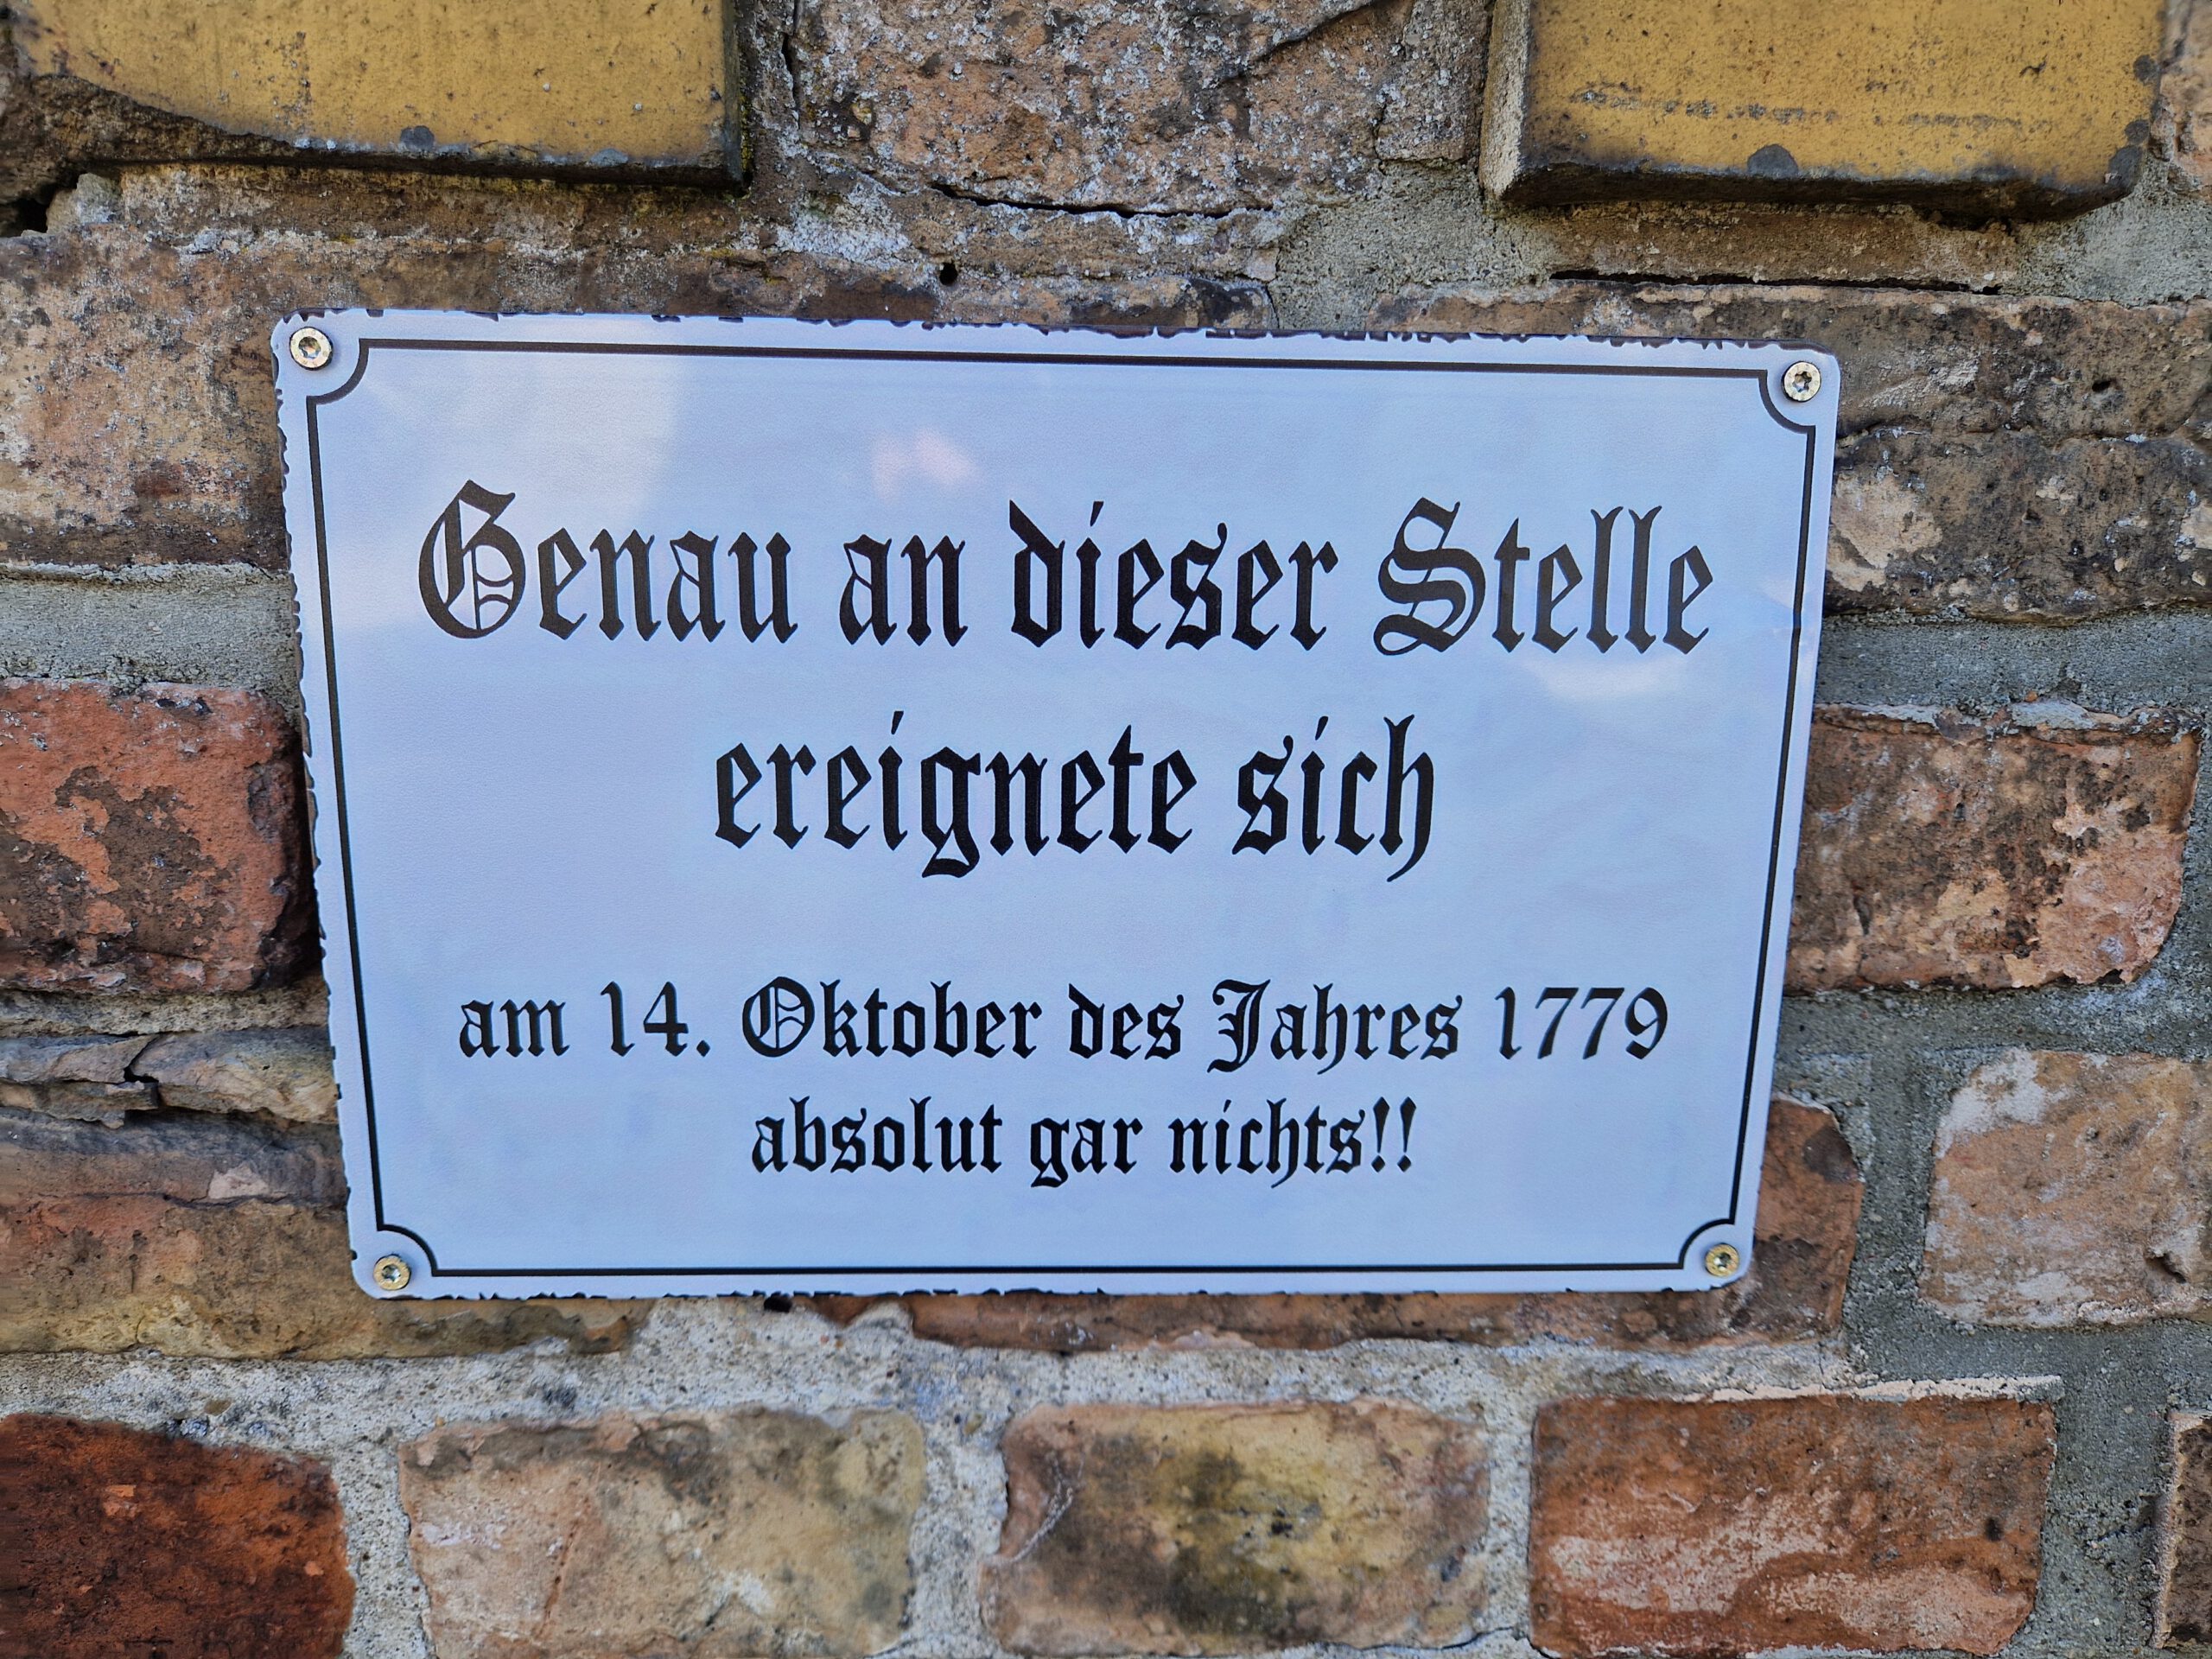 Genau an dieser Stelle
ereignete sich
am 14. Oktober des Jahres 1779
absolut gar nichts!!